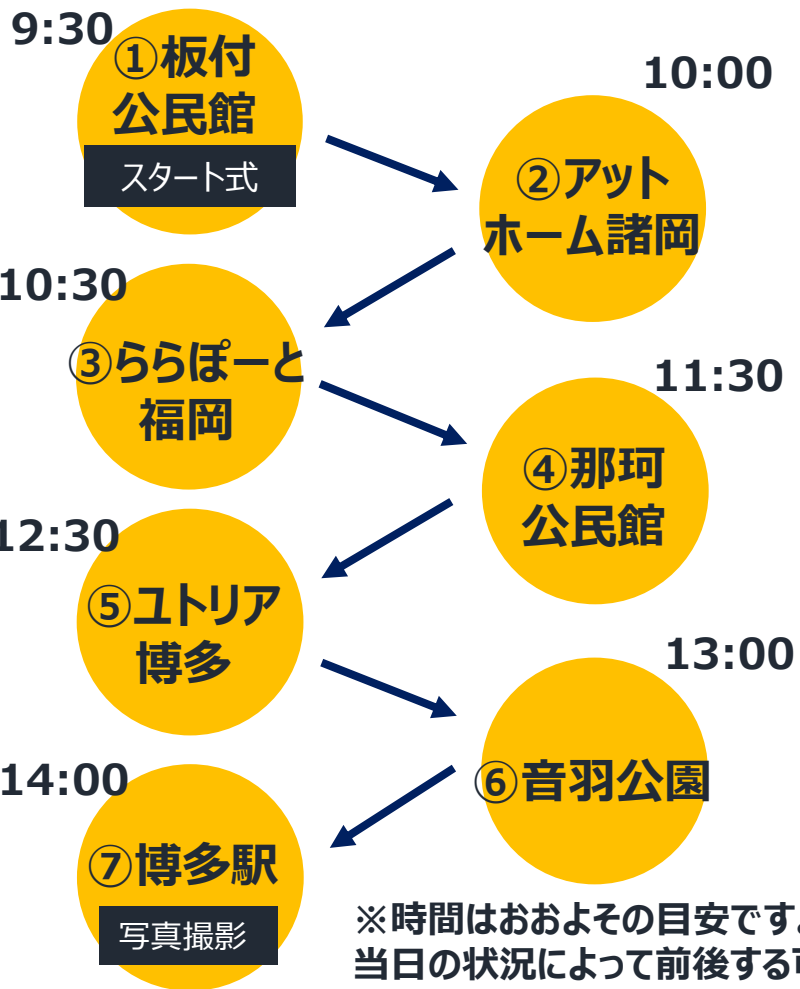 9:30
①板付
公民館
スタート式
10:00
②アット
ホーム諸岡
10:30
③ららぽーと
福岡
11:30
④那珂
公民館
12:30
⑤ユトリア
博多
13:00
⑥音羽公園
14:00
⑦博多駅
写真撮影
※時間はおおよその目安です。
当日の状況によって前後する可